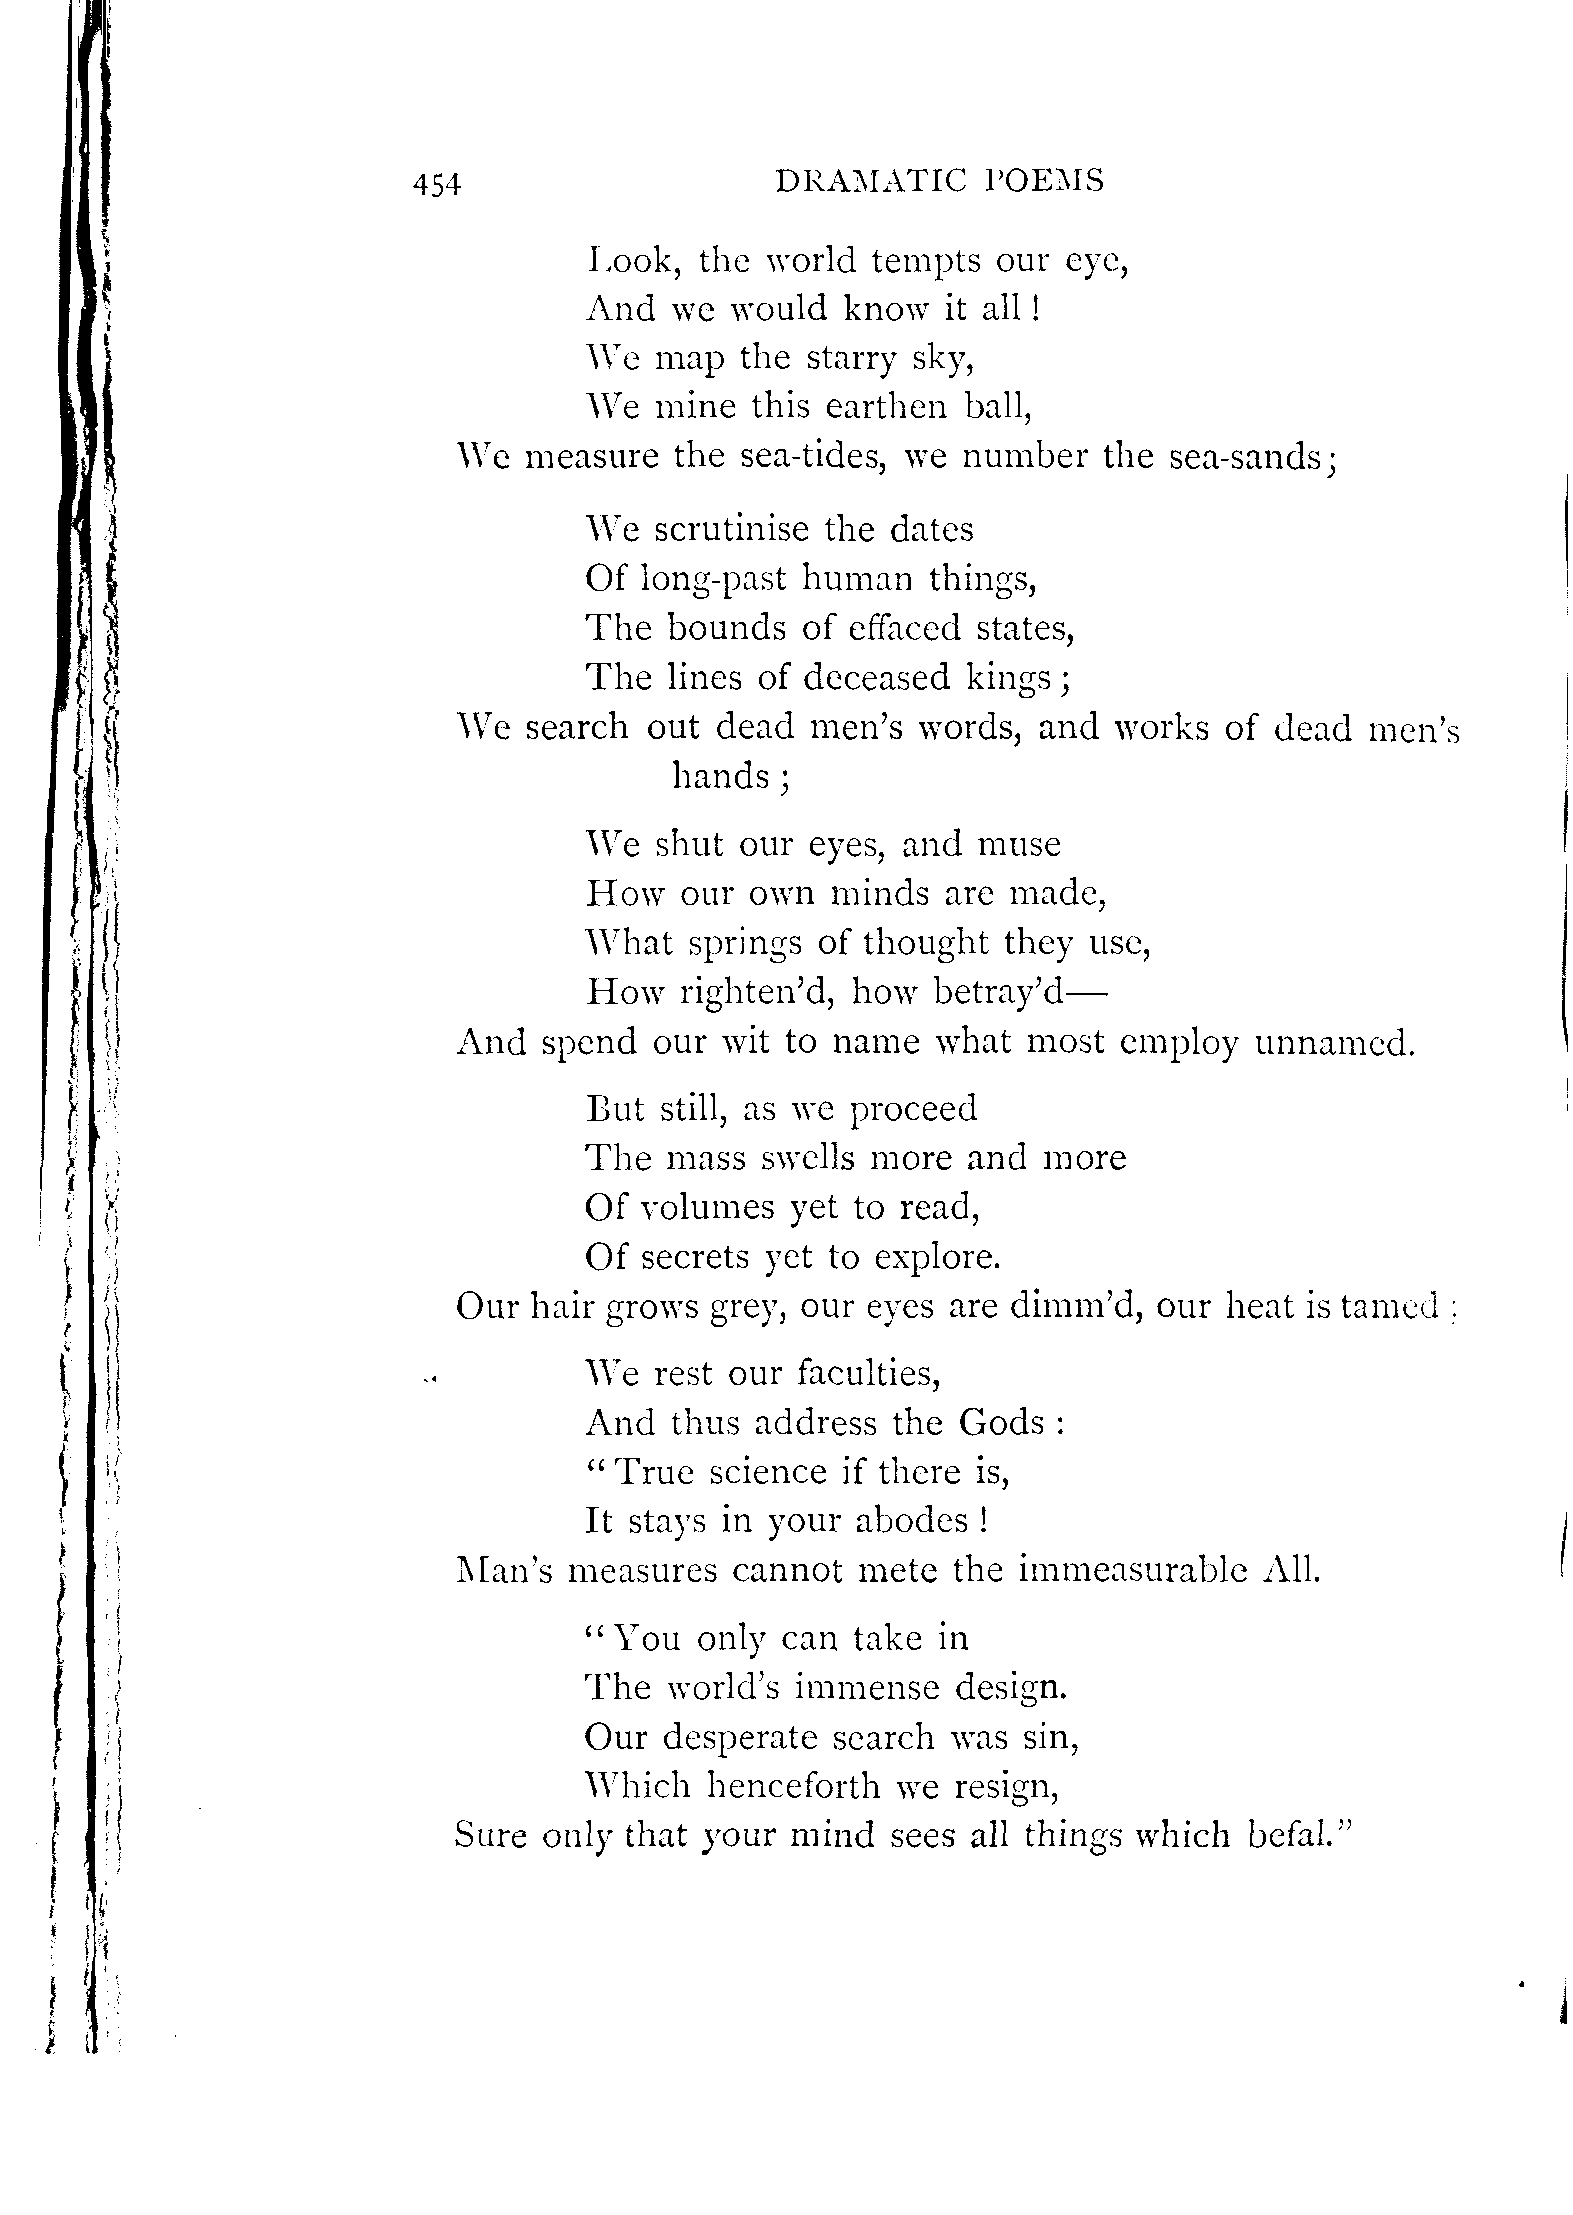 454 DRAMATIC POEMS
Look, the world tempts our eye,
And we would know it all !
We map the starry sky,
We mine this earthen ball,
We measure the sea-tides, we number the sea-sands;
We scrutinise the dates
Of long-past human things,
The bounds of effaced states,
The lines of deceased kings ;
We search out dead men's words, and works of dead men's
hands ;
We shut our eyes, and muse
How our own minds are made,
What springs of thought they use,
How righten'd, how betray'd—
And spend our wit to name what most employ unnamed.
But still, as we proceed
The mass swells more and more
Of volumes yet to read,
Of secrets yet to explore.
Our hair grows grey, our eyes are dimm'd, our heat is tamed :
We rest our faculties,
And thus address the Gods :
“ True science if there is,
It stays in your abodes !
Man's measures cannot mete the immeasurable All.
“ You only can take in
The world's immense design.
Our desperate search was sin,
Which henceforth we resign,
Sure only that your mind sees all things which befal.”